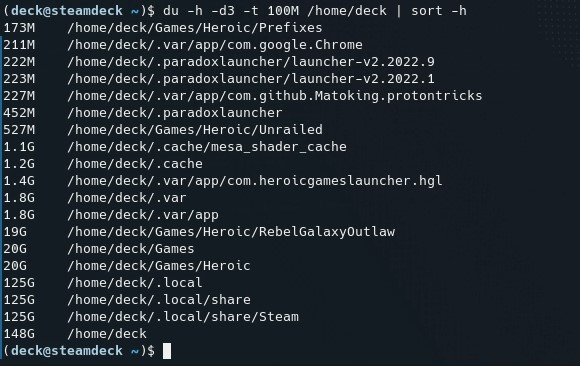 (deck@steamdeck ~)$ du -h -d3 -t 100M /home/deck | sort -h
173M    /home/deck/Games/Heroic/Prefixes
211M    /home/deck/.var/app/com.google.Chrome
222M    /home/deck/.paradoxlauncher/launcher-v2.2022.9
223M    /home/deck/.paradoxlauncher/launcher-v2.2022.1
227M    /home/deck/.var/app/com.github.Matoking.protontricks
452M    /home/deck/.paradoxlauncher
527M    /home/deck/Games/Heroic/Unrailed
1.1G    /home/deck/.cache/mesa_shader_cache
1.2G    /home/deck/.cache
1.4G    /home/deck/.var/app/com.heroicgameslauncher.hgl
1.8G    /home/deck/.var
1.8G    /home/deck/.var/app
19G     /home/deck/Games/Heroic/RebelGalaxyOutlaw
20G     /home/deck/Games
20G     /home/deck/Games/Heroic
125G    /home/deck/.local
125G    /home/deck/.local/share
125G    /home/deck/.local/share/Steam
148G    /home/deck
(deck@steamdeck ~)$